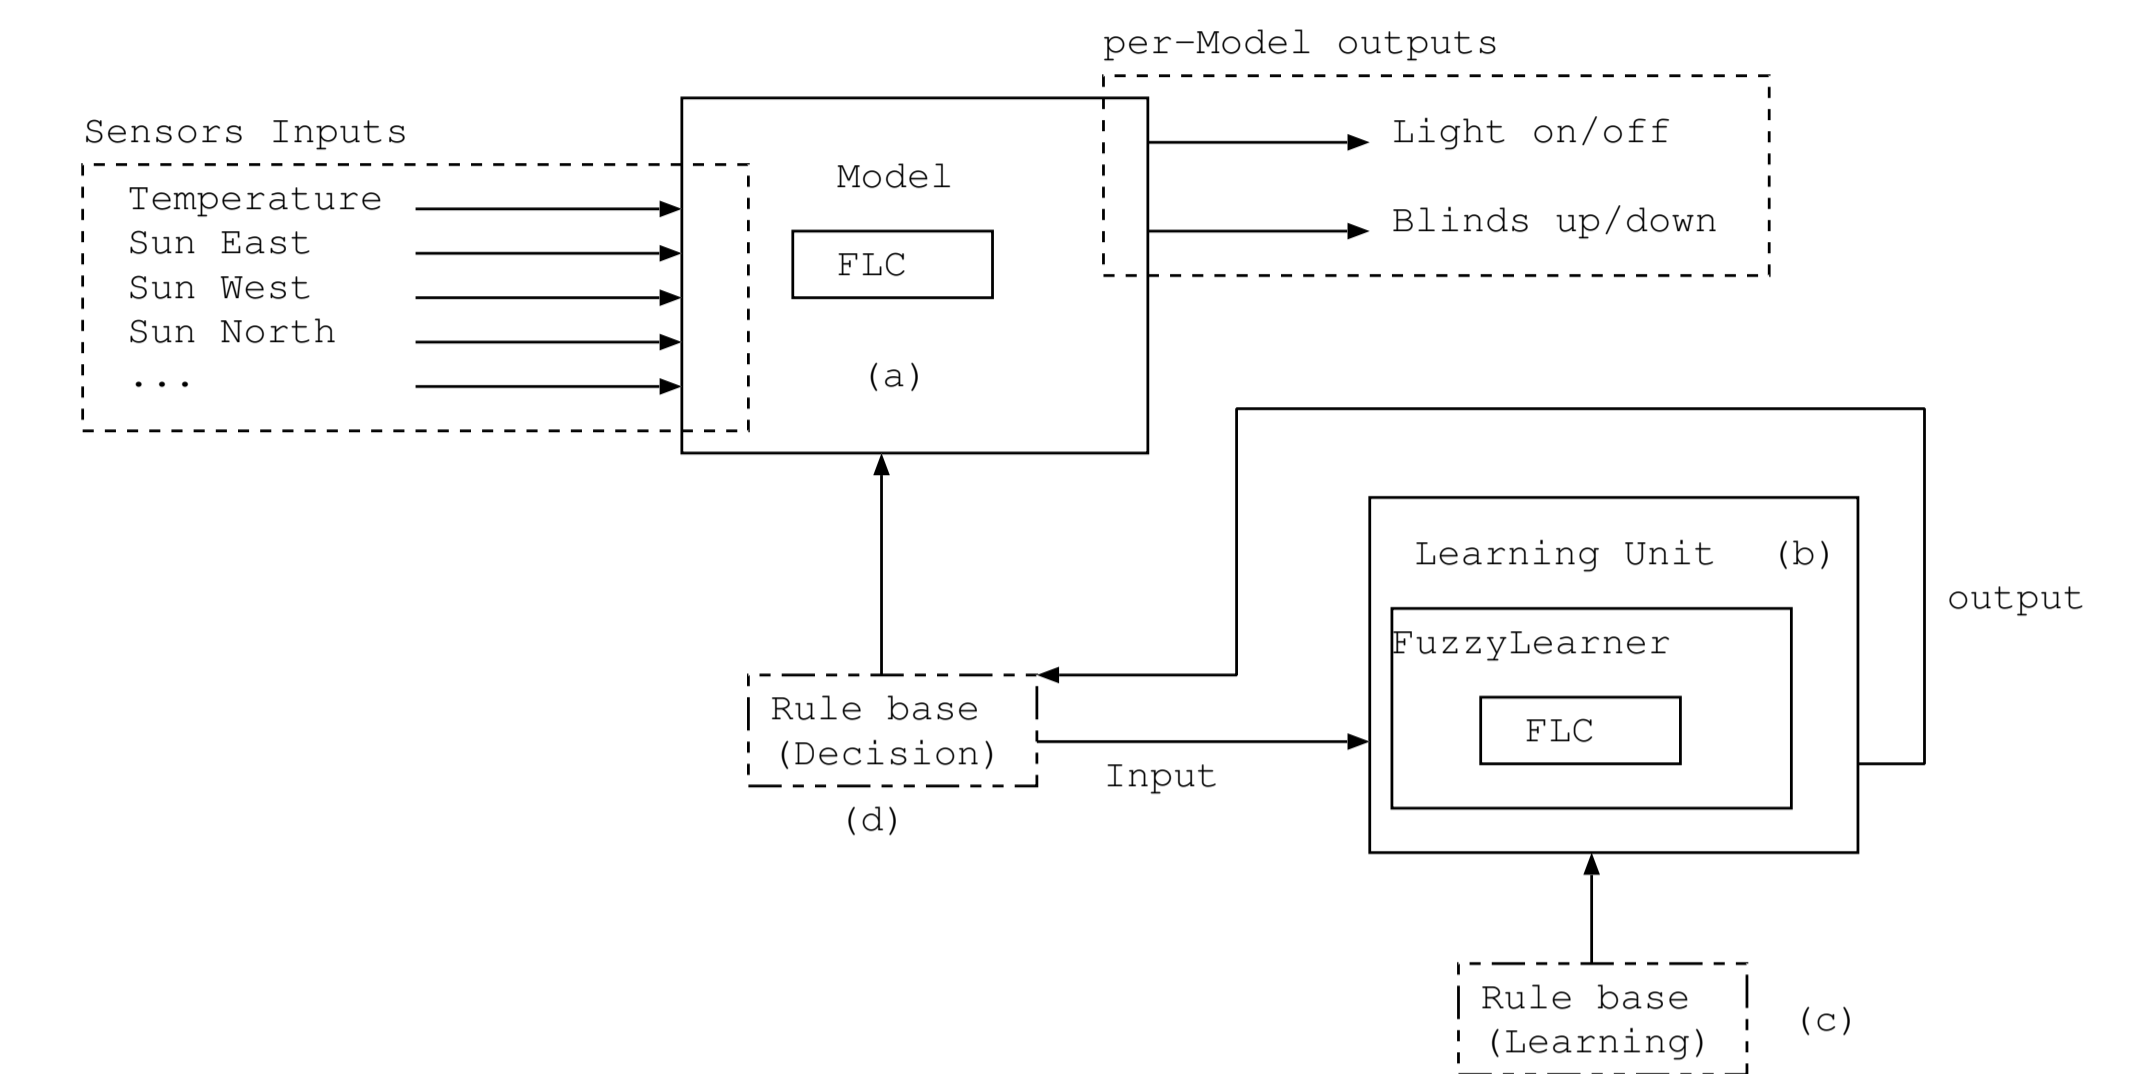 per-Model outputs
Sensors Inputs
Light on/off
Model
Temperature
Blinds up/down
Sun East
FLC
Sun West
Sun North
...
(a)
Learning Unit (b)
output
FuzzyLearner
Rule base
FLC
(Decision)
Input
(d)
Rule base
(c)
(Learning)